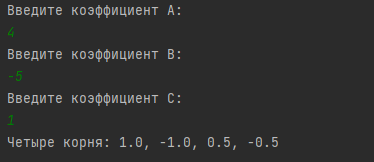 Введите коэффициент A:
4
Введите коэффициент B:
-5
Введите коэффициент C:
1
Четыре корня: 1.0, -1.0, 0.5, -0.5